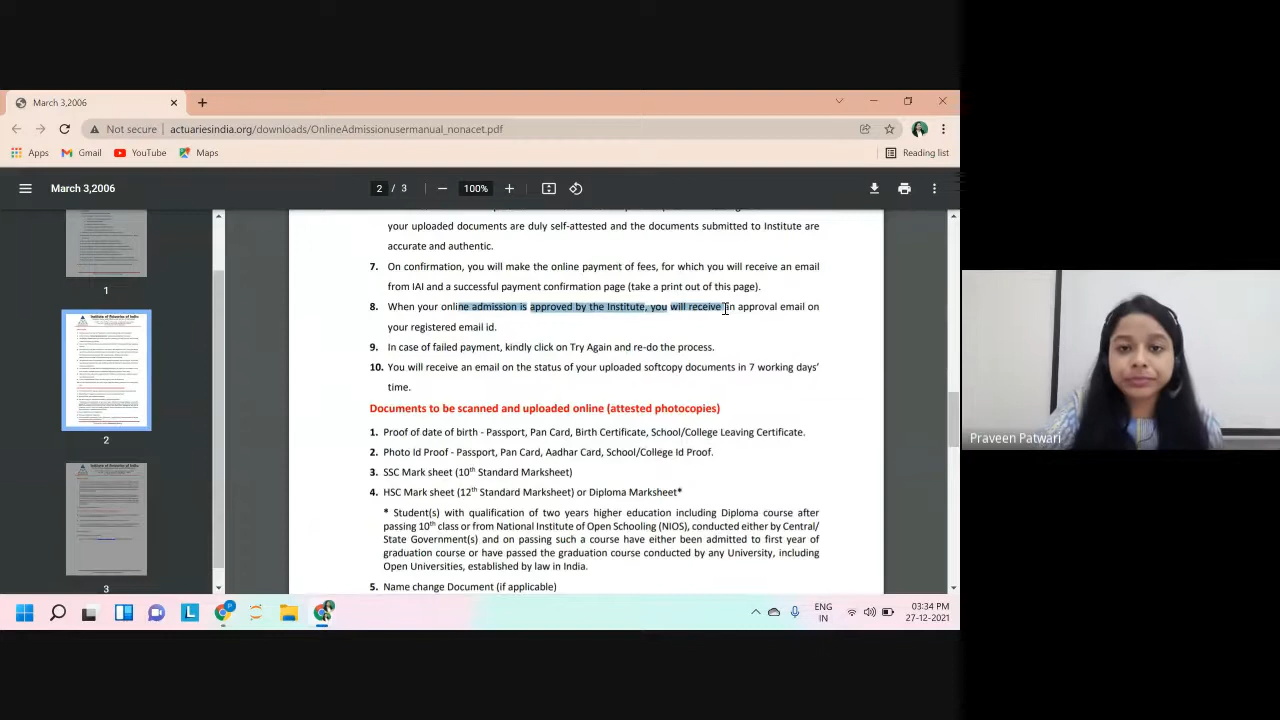 March 3,2006
Not secure
actuariesindia.org/downloads/OnlineAdmissionusermanual_nonacet.pdf
Apps
Gmail
YouTube
Maps
Reading list
March 3,2006
2 / 3
100%
your uploaded documents are duly self-attested and the documents submitted to Institute are
accurate and authentic.
7. On confirmation, you will make the online payment of fees, for which you will receive an email
from IAI and a successful payment confirmation page (take a print out of this page).
8. When your online admission is approved by the Institute, you will receive in approval email on
your registered email id.
9. In case of failed payment, kindly click on Try Again and re-do the process.
10. You will receive an email on the status of your uploaded softcopy documents in 7 working days'
time.
Documents to be scanned and uploaded online (attested photocopies)
1. Proof of date of birth - Passport, Pan Card, Birth Certificate, School/College Leaving Certificate.
2. Photo Id Proof - Passport, Pan Card, Aadhar Card, School/College Id Proof.
3. SSC Mark sheet (10th Standard Marksheet)
4. HSC Mark sheet (12th Standard Marksheet) or Diploma Marksheet*
* Student(s) with qualification of two years higher education including Diploma course after
passing 10th class or from National Institute of Open Schooling (NIOS), conducted either by Central/
State Government(s) and on passing such a course have either been admitted to first year of
graduation course or have passed the graduation course conducted by any University, including
Open Universities, established by law in India.
5. Name change Document (if applicable)
1
2
3
Praveen Patwari
ENG
IN
03:34 PM
27-12-2021